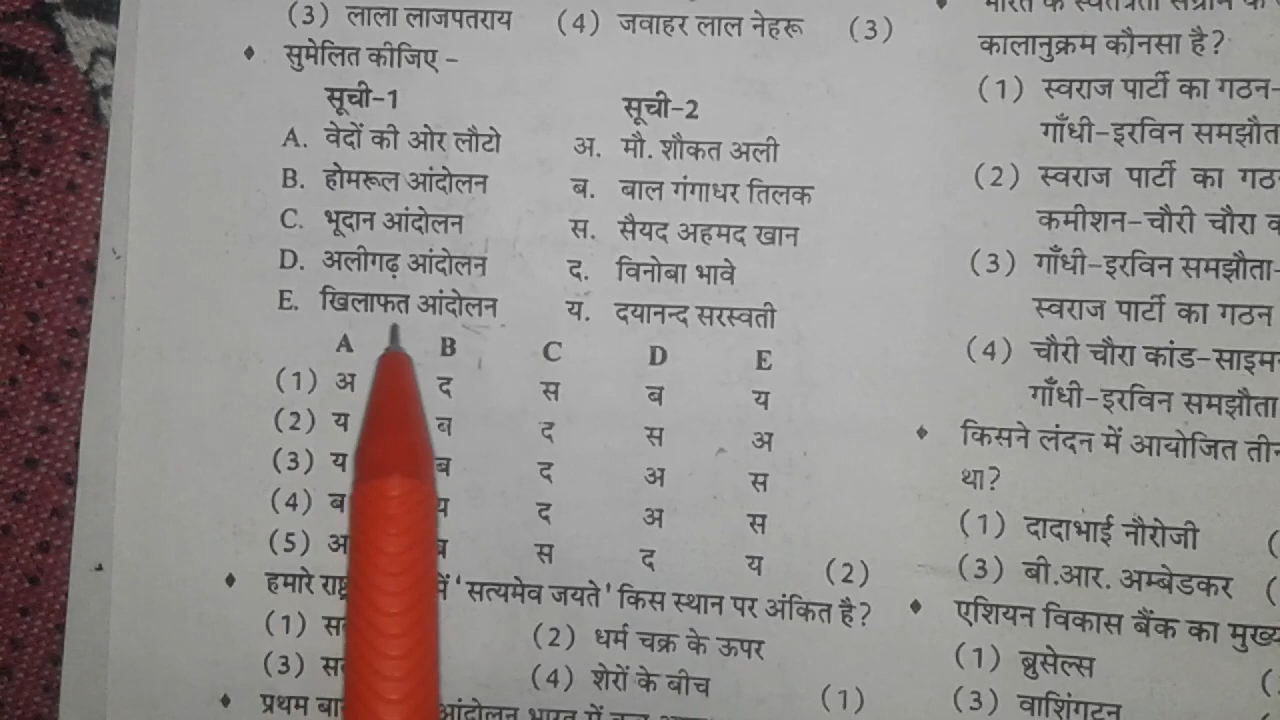 (3) लाला लाजपतराय (4) जवाहर लाल नेहरू (3)
♦ सुमेलित कीजिए –
सूची-1 सूची-2
A. वेदों की ओर लौटो अ. मौ. शौकत अली
B. होमरूल आंदोलन ब. बाल गंगाधर तिलक
C. भूदान आंदोलन स. सैयद अहमद खान
D. अलीगढ़ आंदोलन द. विनोबा भावे
E. खिलाफत आंदोलन य. दयानन्द सरस्वती
A B C D E
(1) अ द स ब य
(2) य ब द स अ
(3) य ब द अ स
(4) ब य द अ स
(5) अ ब स द य (2)
♦ हमारे में 'सत्यमेव जयते' किस स्थान पर अंकित है?
(1) (2) धर्म चक्र के ऊपर
(3) (4) शेरों के बीच (1)
♦ प्रथम आंदोलन भारत में
कालानुक्रम कौनसा है?
(1) स्वराज पार्टी का गठन-
गाँधी-इरविन समझौत
(2) स्वराज पार्टी का गठ
कमीशन-चौरी चौरा
(3) गाँधी-इरविन समझौता-
स्वराज पार्टी का गठन
(4) चौरी चौरा कांड-साइम
गाँधी-इरविन समझौता
♦ किसने लंदन में आयोजित तीन
था?
(1) दादाभाई नौरोजी
(3) बी.आर. अम्बेडकर
♦ एशियन विकास बैंक का मुख्य
(1) ब्रुसेल्स
(3) वाशिंगटन